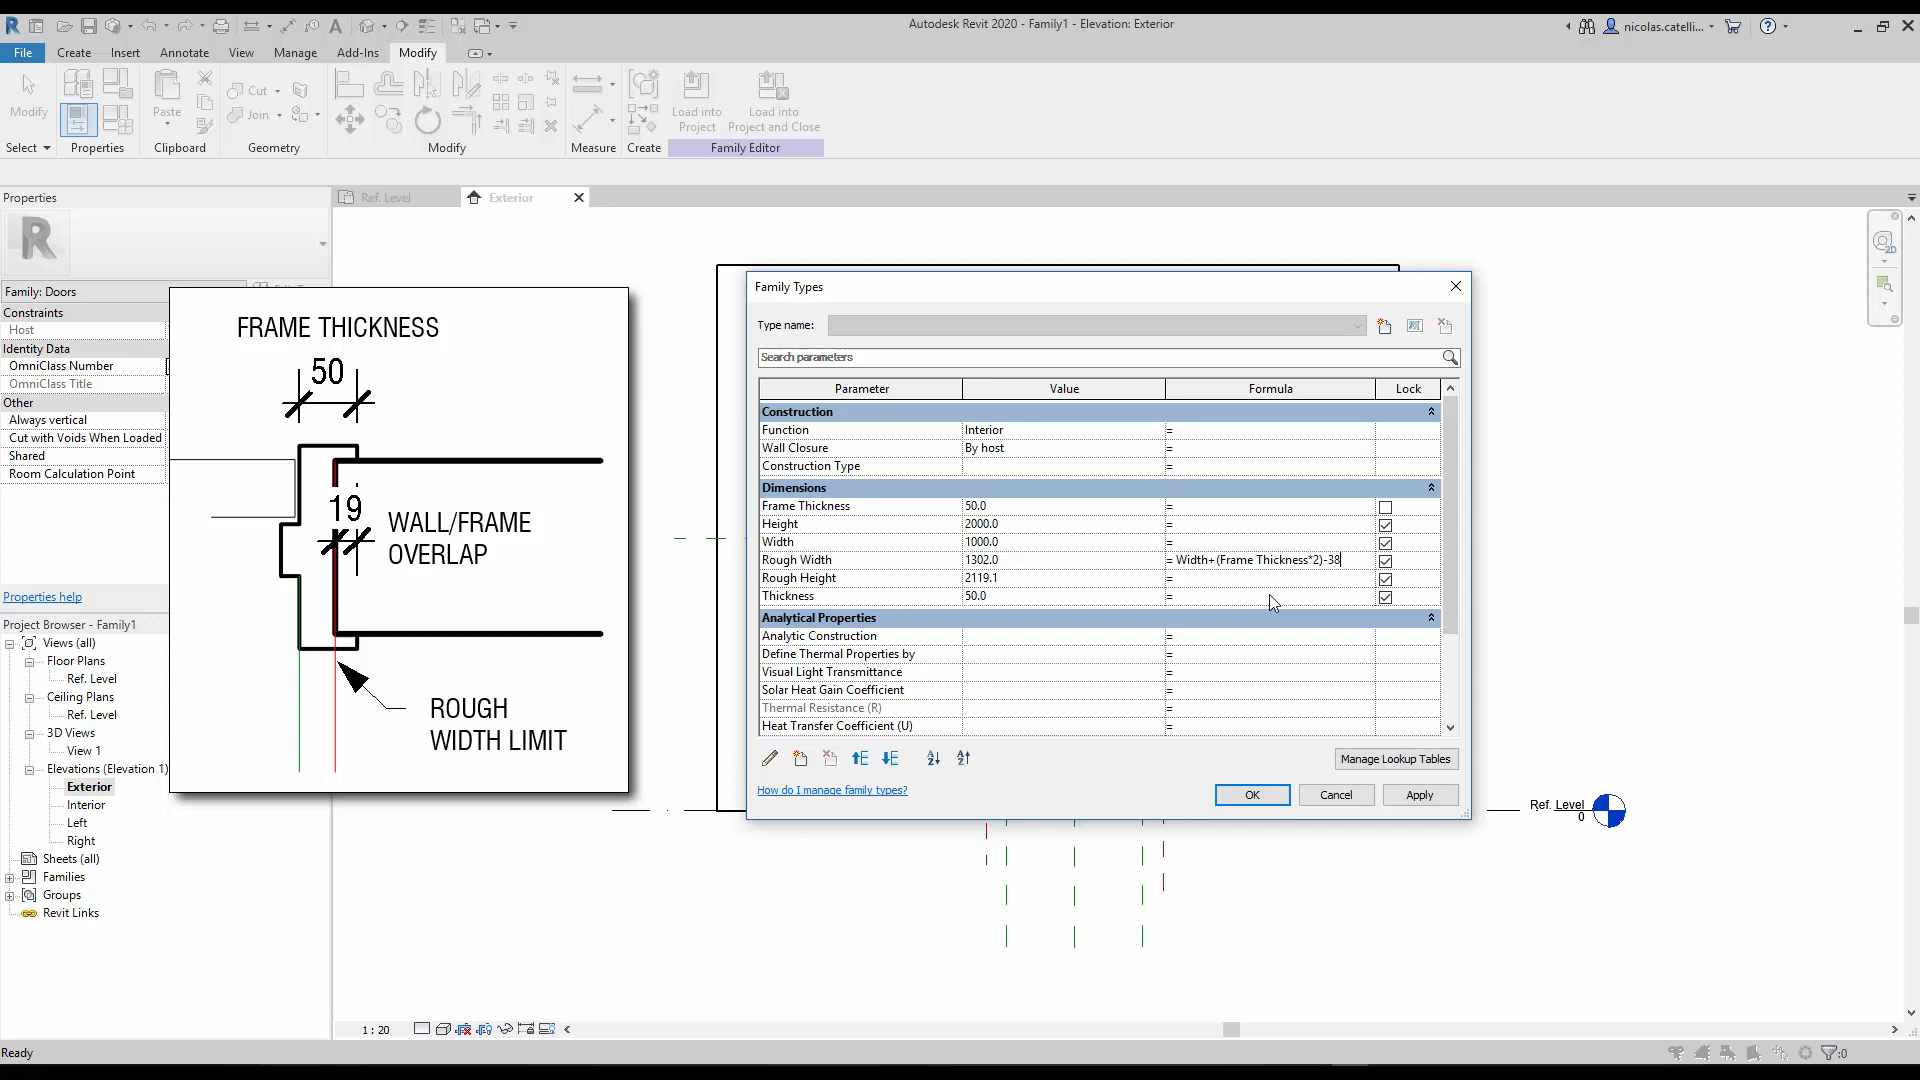 Autodesk Revit 2020 - Family1 - Elevation: Exterior
nicolas.catelli...
File Create Insert Annotate View Manage Add-Ins Modify
Modify
Paste
Cut
Join
Load into Project
Load into Project and Close
Select Properties Clipboard Geometry Modify Measure Create Family Editor
Properties
Ref. Level
Exterior
R
Family: Doors
Constraints
Host
Identity Data
OmniClass Number
OmniClass Title
Other
Always vertical
Cut with Voids When Loaded
Shared
Room Calculation Point
Properties help
Project Browser - Family1
Views (all)
Floor Plans
Ref. Level
Ceiling Plans
Ref. Level
3D Views
View 1
Elevations (Elevation 1)
Exterior
Interior
Left
Right
Sheets (all)
Families
Groups
Revit Links
FRAME THICKNESS
50
19
WALL/FRAME
OVERLAP
ROUGH
WIDTH LIMIT
Family Types
Type name:
Search parameters
Parameter Value Formula Lock
Construction
Function Interior =
Wall Closure By host =
Construction Type =
Dimensions
Frame Thickness 50.0 =
Height 2000.0 =
Width 1000.0 =
Rough Width 1302.0 = Width+(Frame Thickness*2)-38
Rough Height 2119.1 =
Thickness 50.0 =
Analytical Properties
Analytic Construction =
Define Thermal Properties by =
Visual Light Transmittance =
Solar Heat Gain Coefficient =
Thermal Resistance (R)
Heat Transfer Coefficient (U) =
Manage Lookup Tables
How do I manage family types?
OK Cancel Apply
Ref. Level
0
1 : 20
Ready
:0